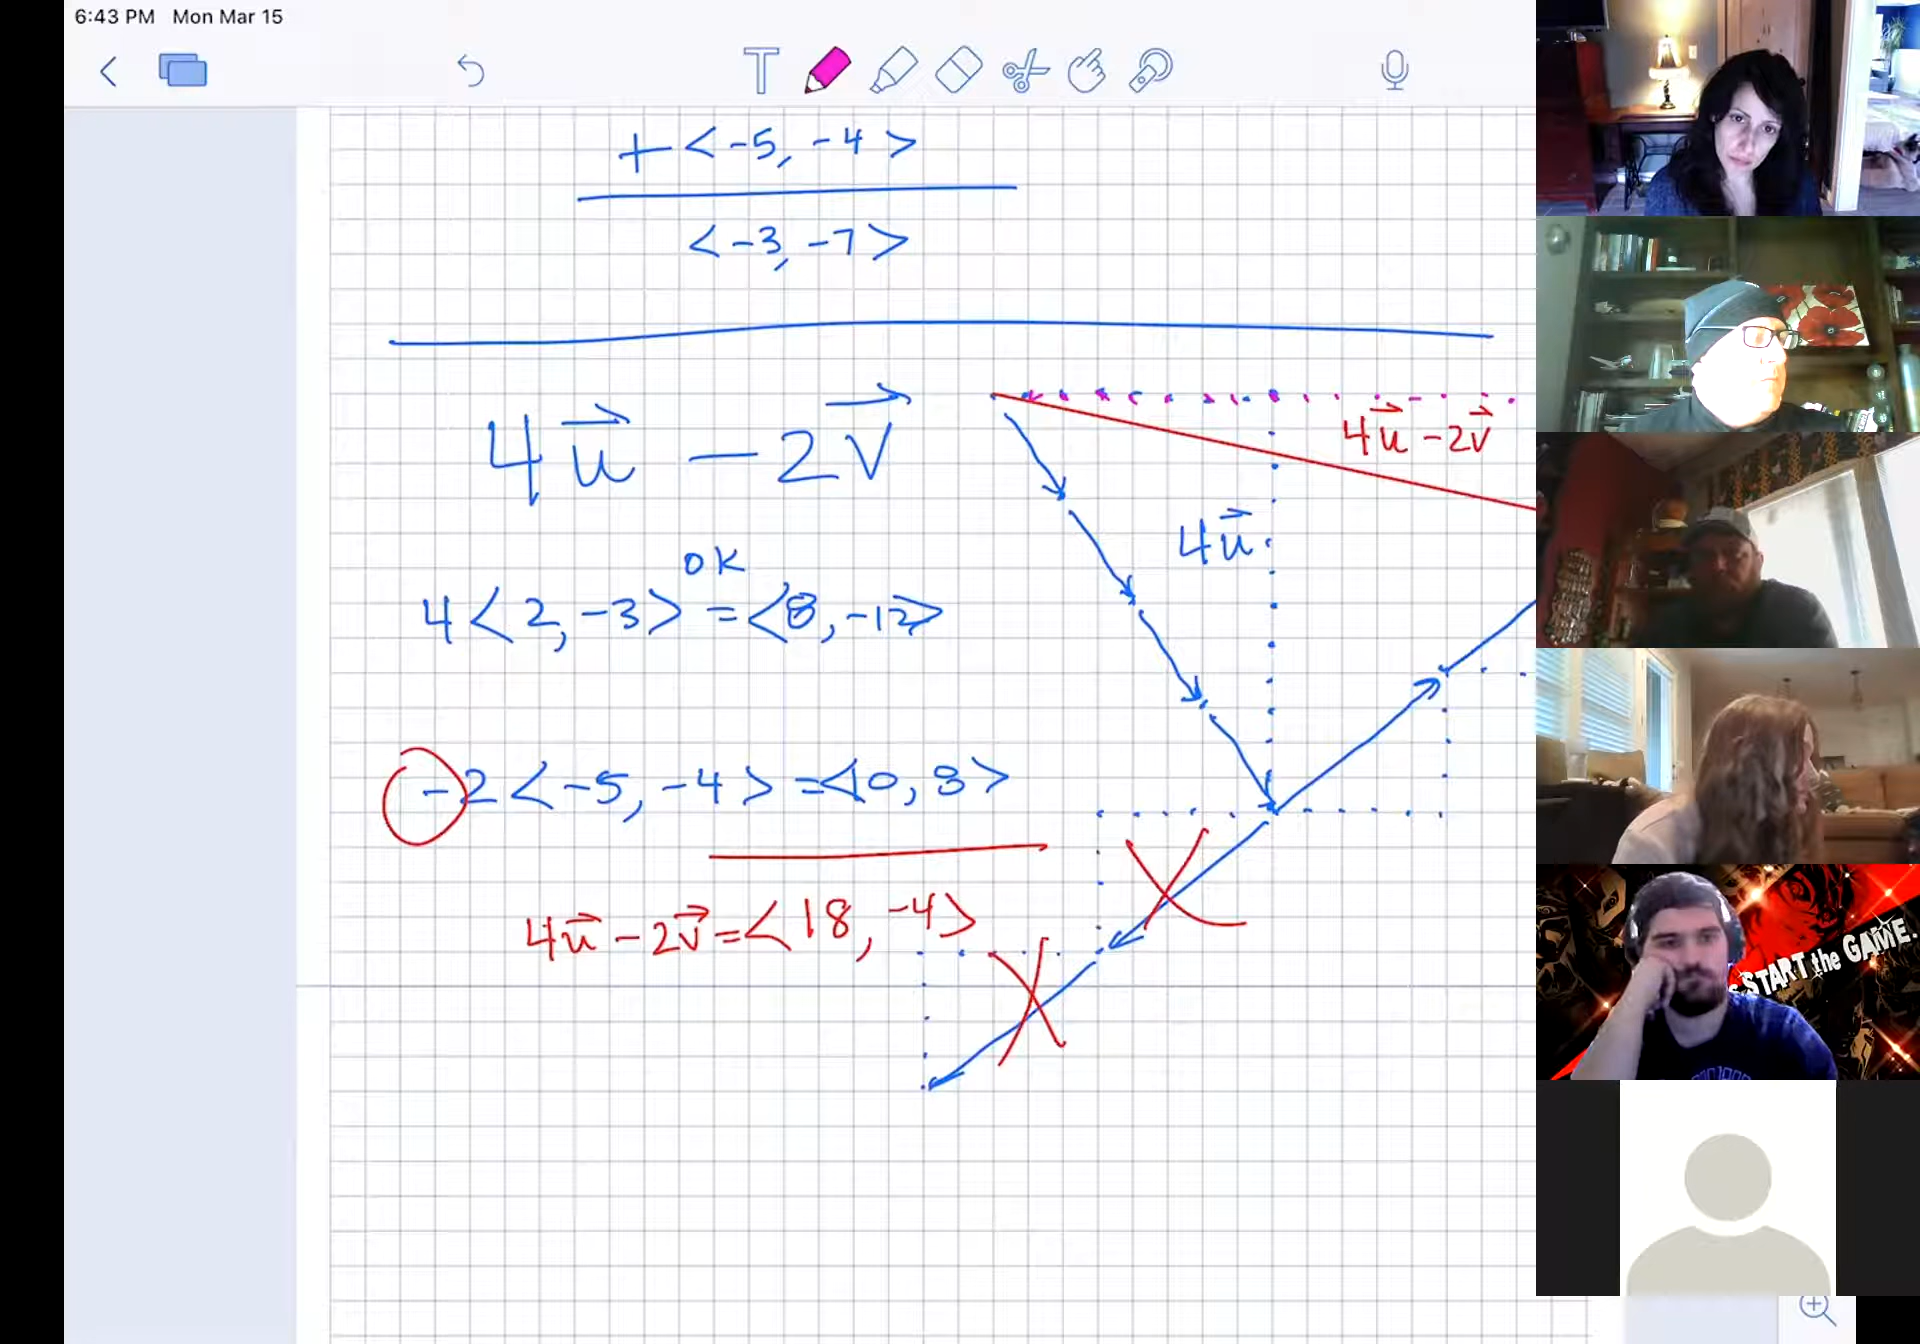 6:43 PM Mon Mar 15
T
+ < -5, -4 >
< -3, -7 >
4u⃗ - 2v⃗
4u⃗ - 2v⃗
4u⃗
OK
4 < 2, -3 > = < 8, -12 >
-2 < -5, -4 > = <10, 8 >
4u⃗ - 2v⃗ = < 18, -4 >
START the GAME.